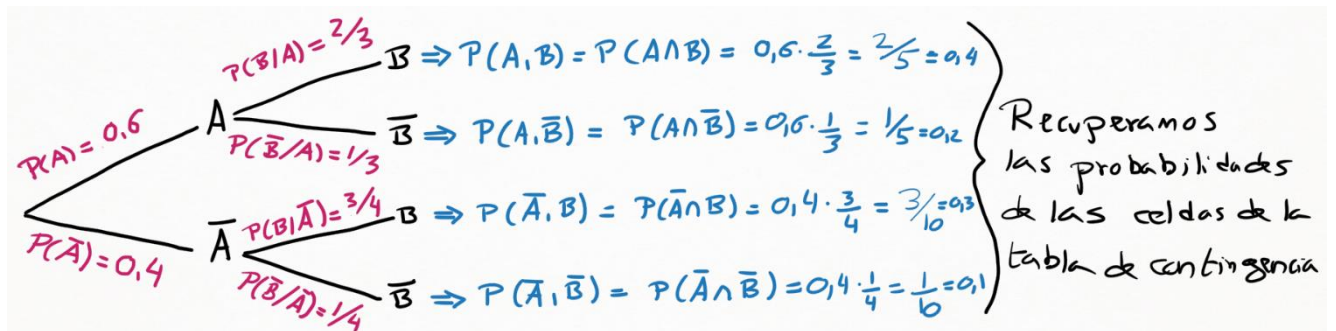 P(A)=0,6
P(Ā)=0,4
A
Ā
P(B/A)=2/3
P(B̄/A)=1/3
P(B|Ā)=3/4
P(B̄/Ā)=1/4
B ⇒ P(A,B) = P(A∩B) = 0,6·2/3 = 2/5 = 0,4
B̄ ⇒ P(A,B̄) = P(A∩B̄) = 0,6·1/3 = 1/5 = 0,2
B ⇒ P(Ā,B) = P(Ā∩B) = 0,4·3/4 = 3/10 = 0,3
B̄ ⇒ P(Ā,B̄) = P(Ā∩B̄) = 0,4·1/4 = 1/10 = 0,1
Recuperamos
las probabilidades
de las celdas de la
tabla de contingencia